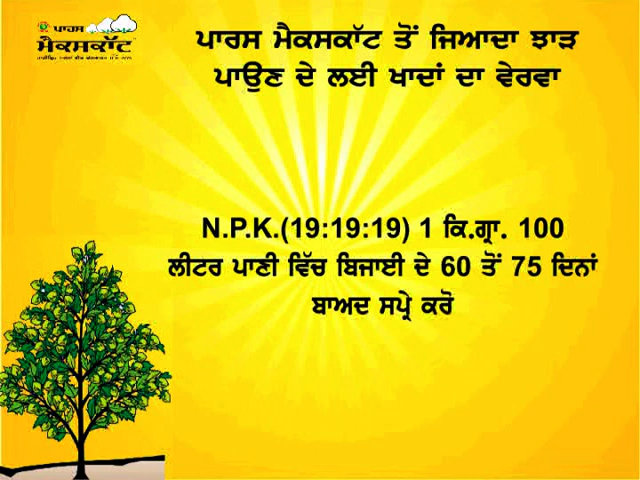 ਪਾਰਸ
ਮੈਕਸਕਾੱਟ
ਪਾਰਸ ਮੈਕਸਕਾੱਟ ਤੋਂ ਜਿਆਦਾ ਝਾੜ
ਪਾਉਣ ਦੇ ਲਈ ਖਾਦਾਂ ਦਾ ਵੇਰਵਾ
N.P.K.(19:19:19) 1 ਕਿ.ਗ੍ਰਾ. 100
ਲੀਟਰ ਪਾਣੀ ਵਿੱਚ ਬਿਜਾਈ ਦੇ 60 ਤੋਂ 75 ਦਿਨਾਂ
ਬਾਅਦ ਸਪ੍ਰੇ ਕਰੋ